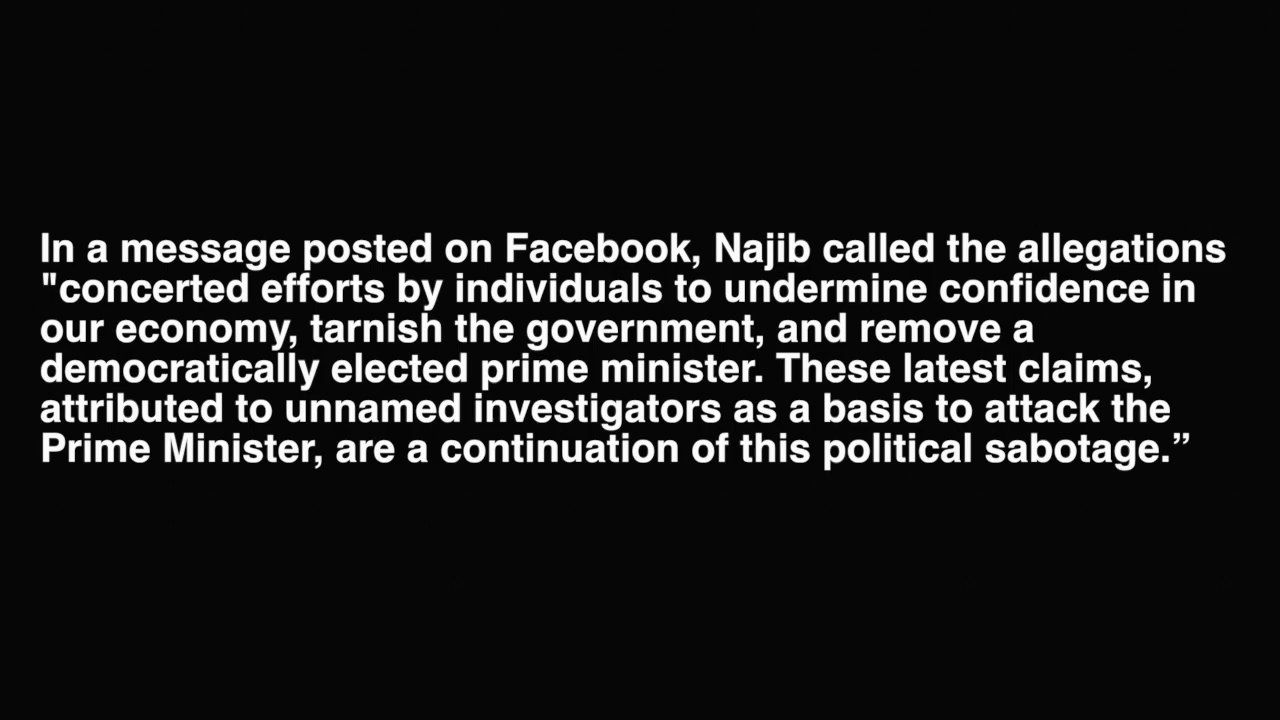 In a message posted on Facebook, Najib called the allegations
"concerted efforts by individuals to undermine confidence in
our economy, tarnish the government, and remove a
democratically elected prime minister. These latest claims,
attributed to unnamed investigators as a basis to attack the
Prime Minister, are a continuation of this political sabotage.”